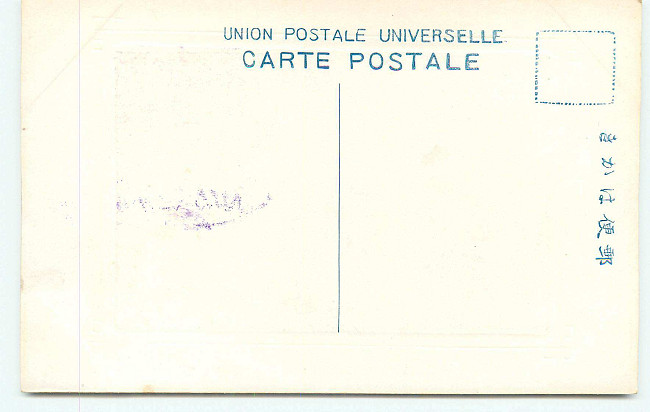 UNION POSTALE UNIVERSELLE
CARTE POSTALE
郵便はかき